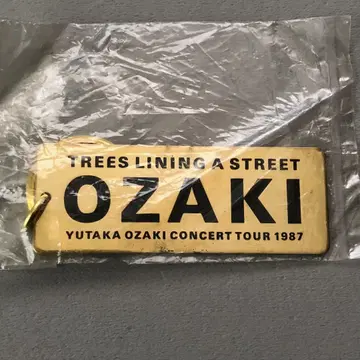 TREES LINING A STREET
OZAKI
YUTAKA OZAKI CONCERT TOUR 1987